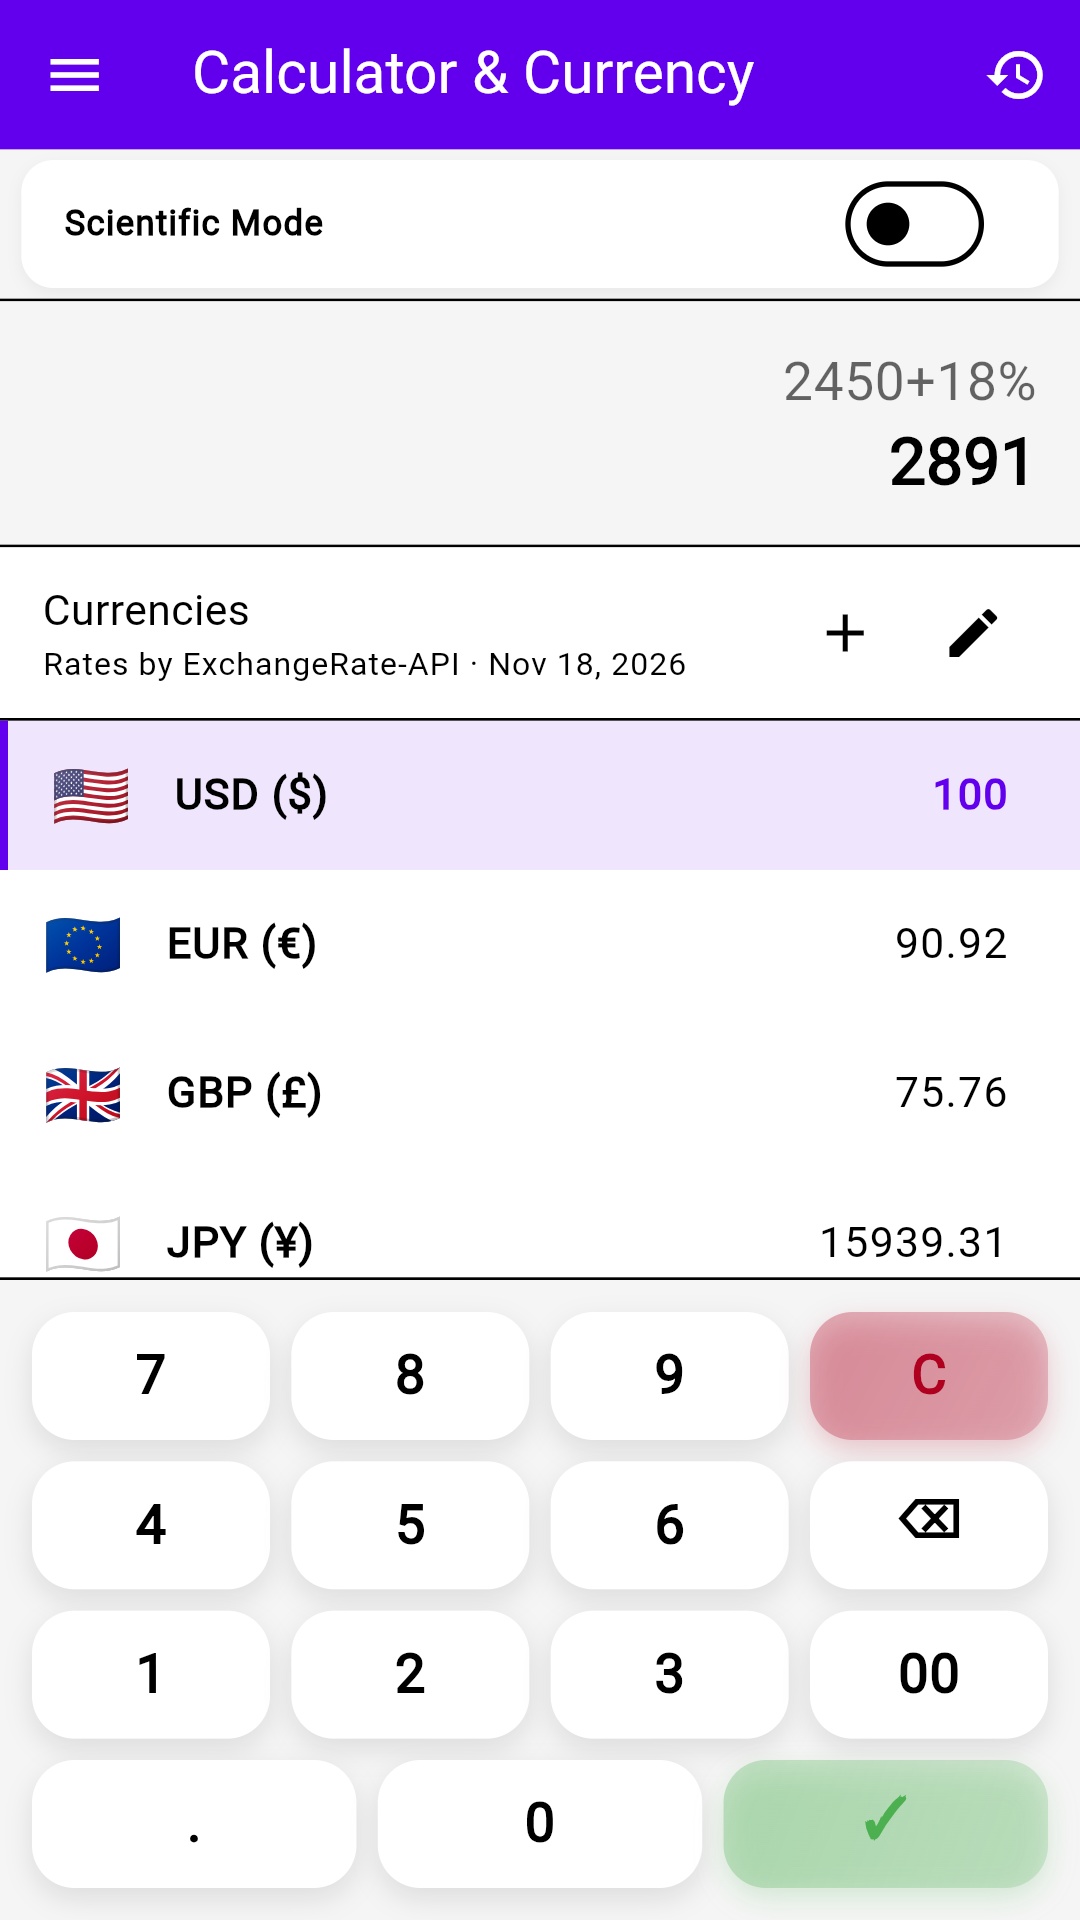 Calculator & Currency
Scientific Mode
2450+18%
2891
Currencies
Rates by ExchangeRate-API · Nov 18, 2026
USD ($) 100
EUR (€) 90.92
GBP (£) 75.76
JPY (¥) 15939.31
7 8 9 C
4 5 6 ⌫
1 2 3 00
. 0 ✓